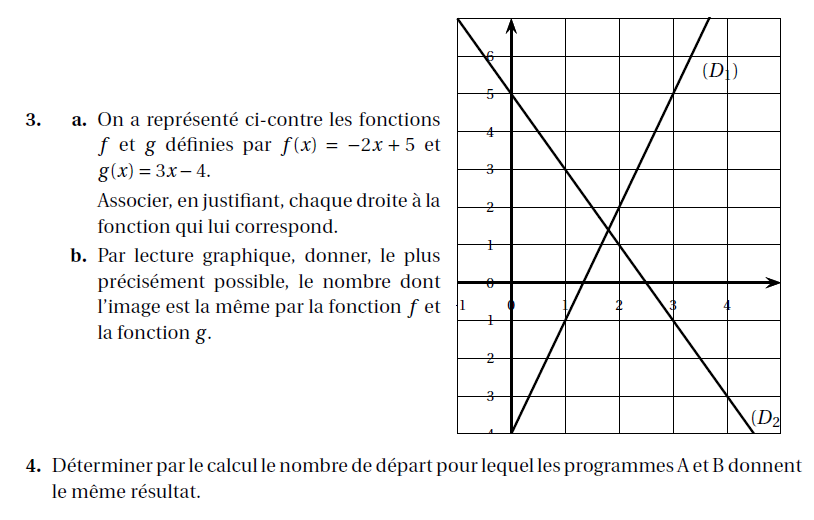 3. a. On a représenté ci-contre les fonctions
f et g définies par f(x) = −2x + 5 et
g(x) = 3x − 4.
Associer, en justifiant, chaque droite à la
fonction qui lui correspond.
b. Par lecture graphique, donner, le plus
précisément possible, le nombre dont
l'image est la même par la fonction f et
la fonction g.
6
(D1)
5
4
3
2
1
0
-1 0 1 2 3 4
1
2
3
(D2
4. Déterminer par le calcul le nombre de départ pour lequel les programmes A et B donnent
le même résultat.